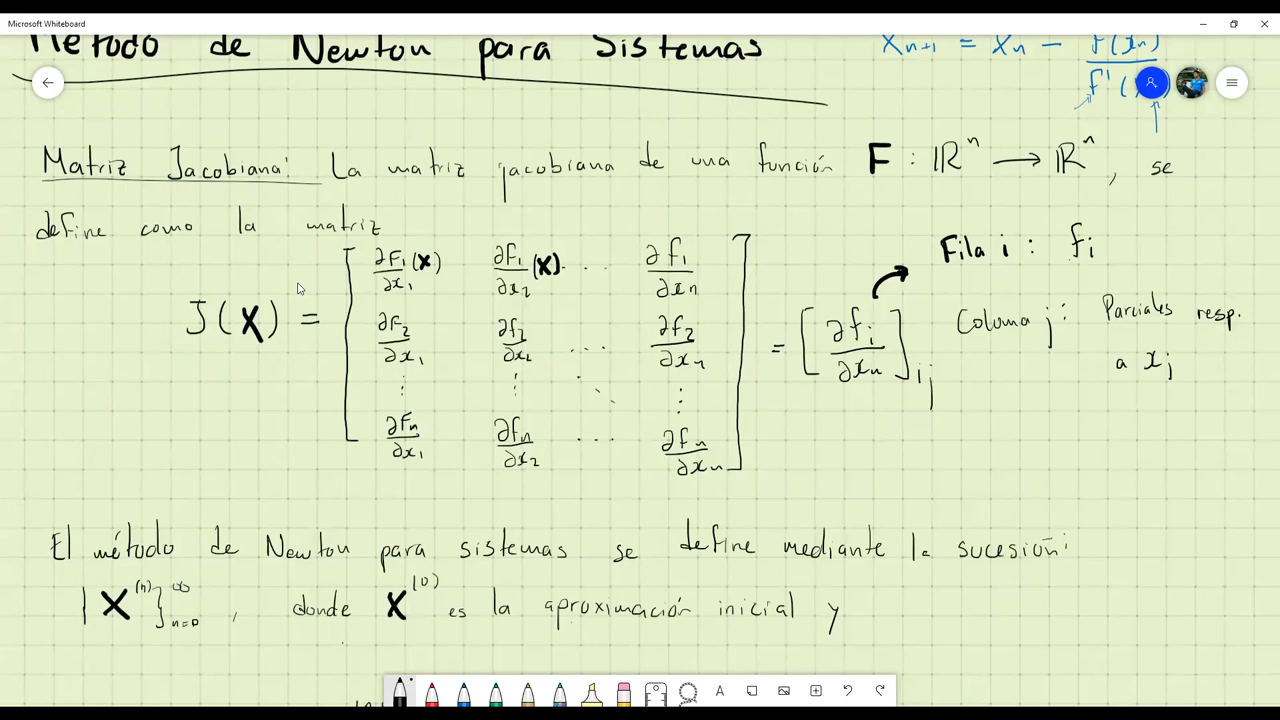 Microsoft Whiteboard
Método de Newton para Sistemas
Xn+1 = Xn − f(xn) / f'(
Matriz Jacobiana: La matriz jacobiana de una función F : ℝⁿ → ℝⁿ, se
define como la matriz
J(X) = [ ∂F₁/∂x₁ (X) ∂F₁/∂x₂ (X) ... ∂f₁/∂xn
∂F₂/∂x₁ ∂f₂/∂x₂ ... ∂f₂/∂xn
⋮ ⋮ ⋱ ⋮
∂Fn/∂x₁ ∂fn/∂x₂ ... ∂fn/∂xn ] = [ ∂fi/∂xn ]ij
Fila i : fi
Columa j : Parciales resp.
a xj
El método de Newton para sistemas se define mediante la sucesión:
{X⁽ⁿ⁾}∞n=0 , donde X⁽⁰⁾ es la aproximación inicial y